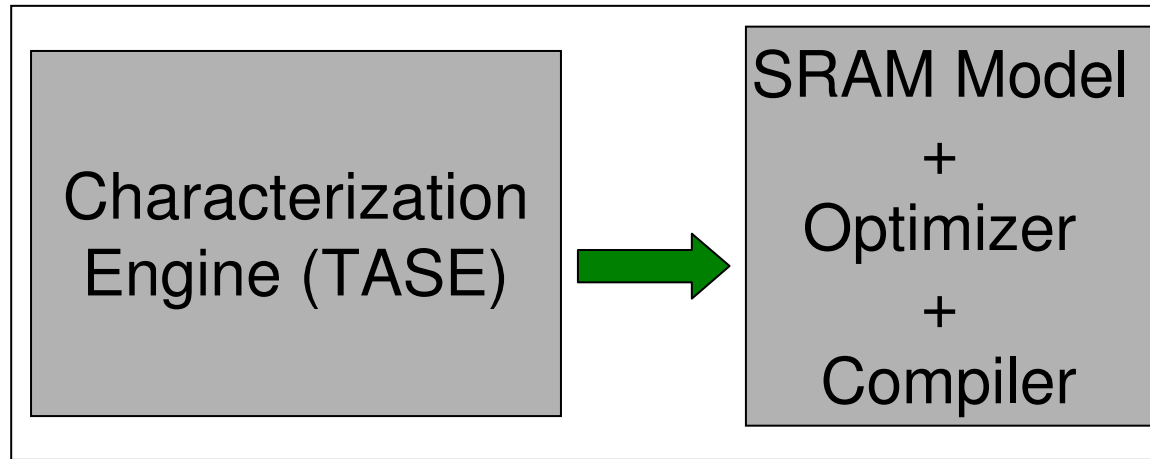 Characterization
Engine (TASE)
SRAM Model
+
Optimizer
+
Compiler